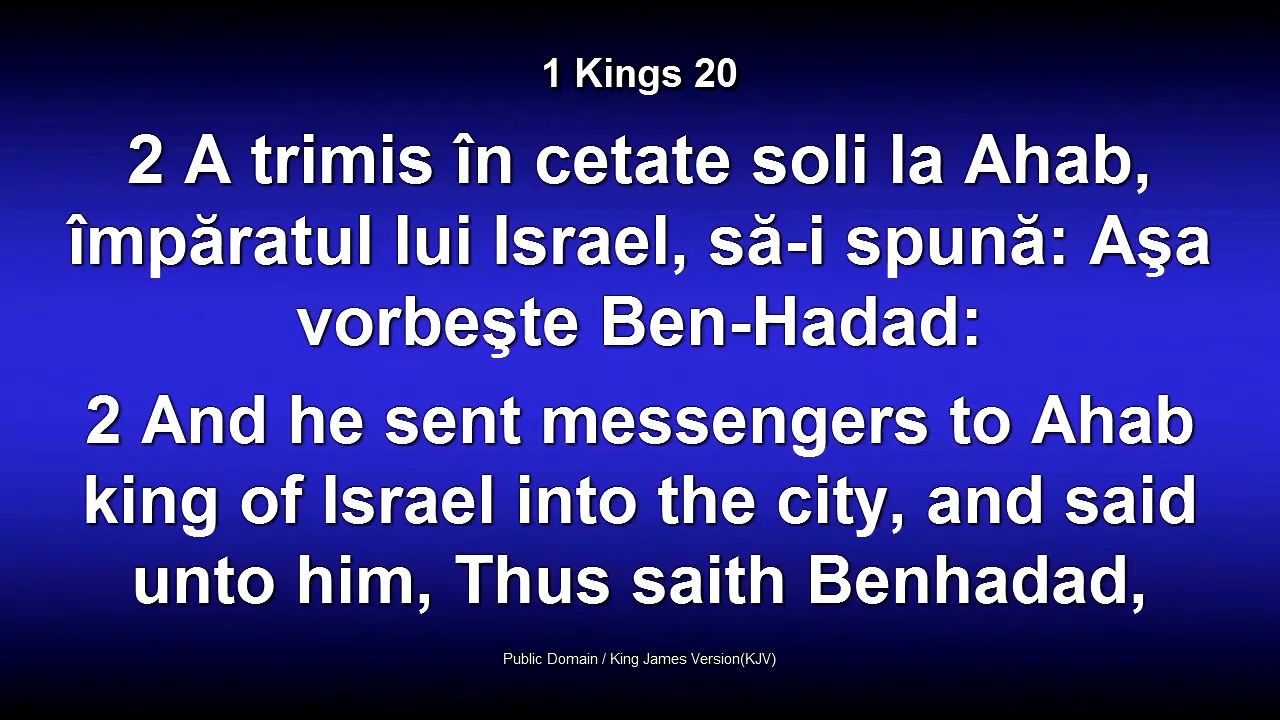 1 Kings 20
2 A trimis în cetate soli la Ahab,
împăratul lui Israel, să-i spună: Aşa
vorbeşte Ben-Hadad:
2 And he sent messengers to Ahab
king of Israel into the city, and said
unto him, Thus saith Benhadad,
Public Domain / King James Version(KJV)